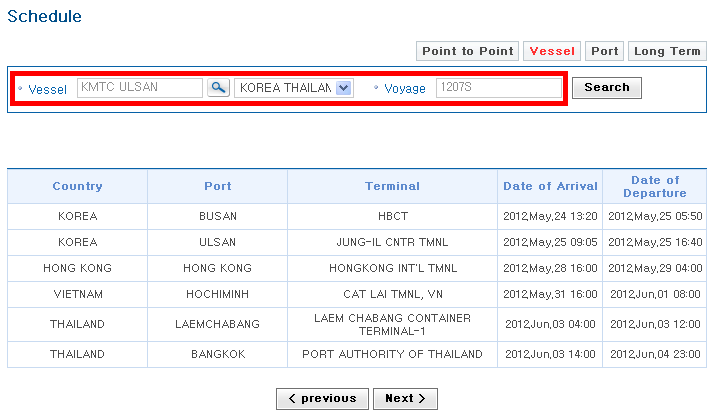 Schedule
Point to Point Vessel Port Long Term
Vessel KMTC ULSAN KOREA THAILAN Voyage 1207S Search
Country Port Terminal Date of Arrival Date of Departure
KOREA BUSAN HBCT 2012,May,24 13:20 2012,May,25 05:50
KOREA ULSAN JUNG-IL CNTR TMNL 2012,May,25 09:05 2012,May,25 16:40
HONG KONG HONG KONG HONGKONG INT'L TMNL 2012,May,28 16:00 2012,May,29 04:00
VIETNAM HOCHIMINH CAT LAI TMNL, VN 2012,May,31 16:00 2012,Jun,01 08:00
THAILAND LAEMCHABANG LAEM CHABANG CONTAINER TERMINAL-1 2012,Jun,03 04:00 2012,Jun,03 12:00
THAILAND BANGKOK PORT AUTHORITY OF THAILAND 2012,Jun,03 14:00 2012,Jun,04 23:00
< previous Next >